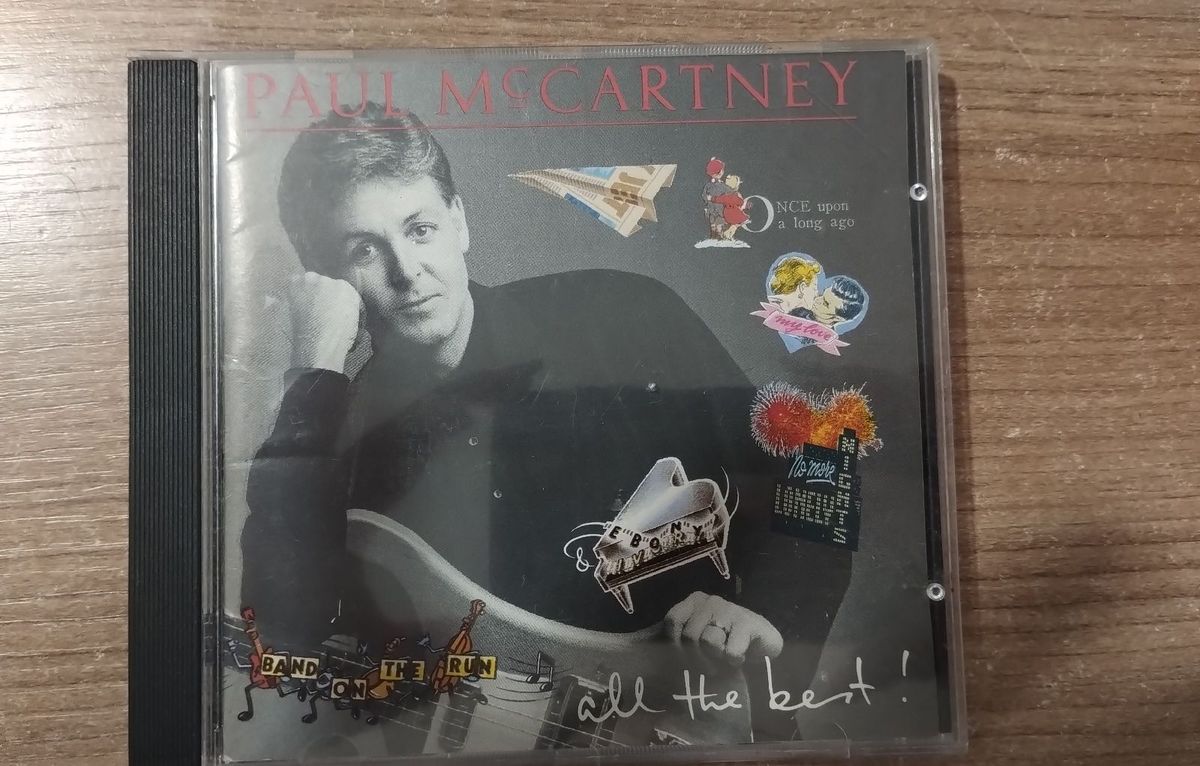 PAUL McCARTNEY
ONCE upon
a long ago
my love
No more
LONELY
NIGHTS
EBONY
& IVORY
BAND ON THE RUN
all the best!